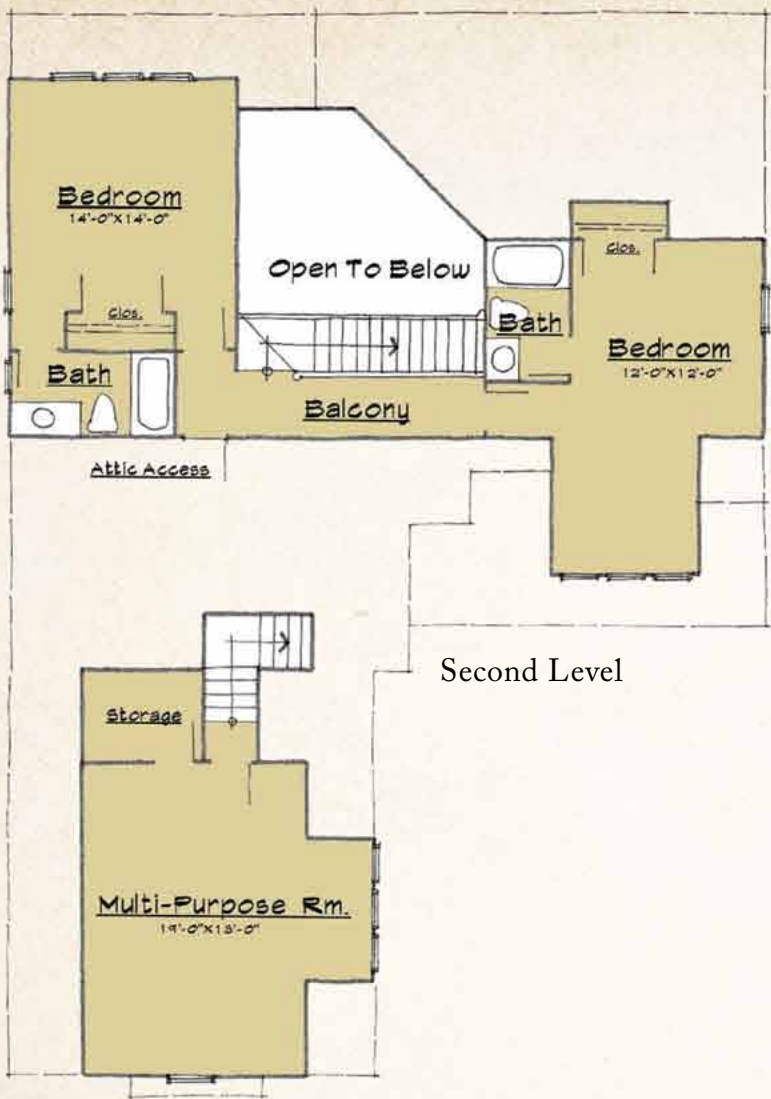 Bedroom
14'-0"X14'-0"
Clos.
Bath
Open To Below
Balcony
Attic Access
Bath
Clos.
Bedroom
12'-0"X12'-0"
Second Level
Storage
Multi-Purpose Rm.
19'-0"X13'-0"